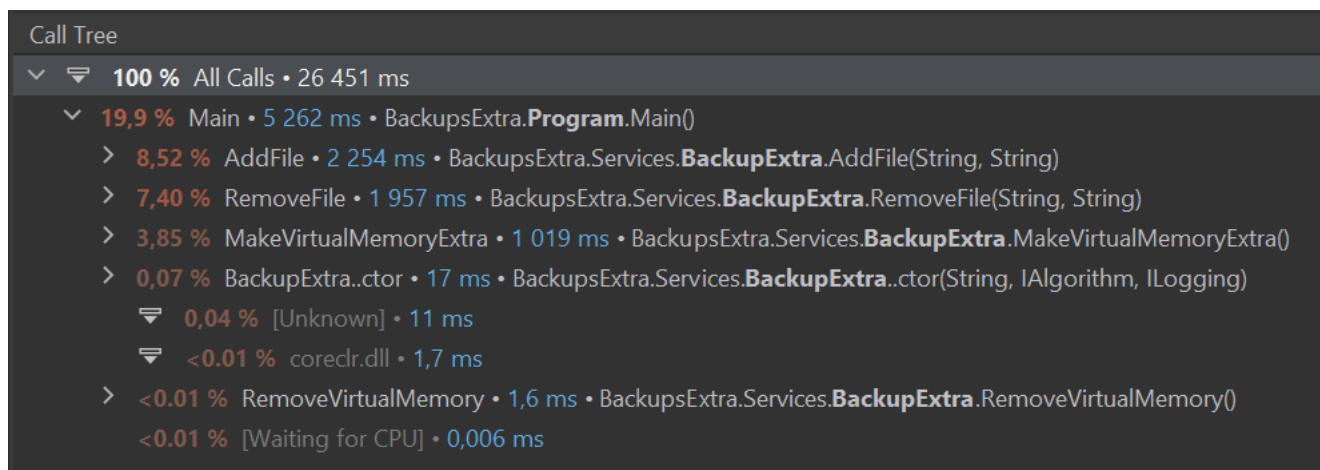 Call Tree
100 % All Calls • 26 451 ms
19,9 % Main • 5 262 ms • BackupsExtra.Program.Main()
8,52 % AddFile • 2 254 ms • BackupsExtra.Services.BackupExtra.AddFile(String, String)
7,40 % RemoveFile • 1 957 ms • BackupsExtra.Services.BackupExtra.RemoveFile(String, String)
3,85 % MakeVirtualMemoryExtra • 1 019 ms • BackupsExtra.Services.BackupExtra.MakeVirtualMemoryExtra()
0,07 % BackupExtra..ctor • 17 ms • BackupsExtra.Services.BackupExtra..ctor(String, IAlgorithm, ILogging)
0,04 % [Unknown] • 11 ms
<0.01 % coreclr.dll • 1,7 ms
<0.01 % RemoveVirtualMemory • 1,6 ms • BackupsExtra.Services.BackupExtra.RemoveVirtualMemory()
<0.01 % [Waiting for CPU] • 0,006 ms